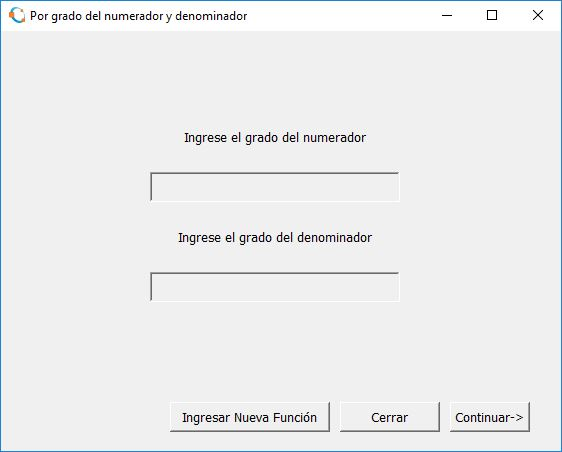 Por grado del numerador y denominador
Ingrese el grado del numerador
Ingrese el grado del denominador
Ingresar Nueva Función
Cerrar
Continuar->